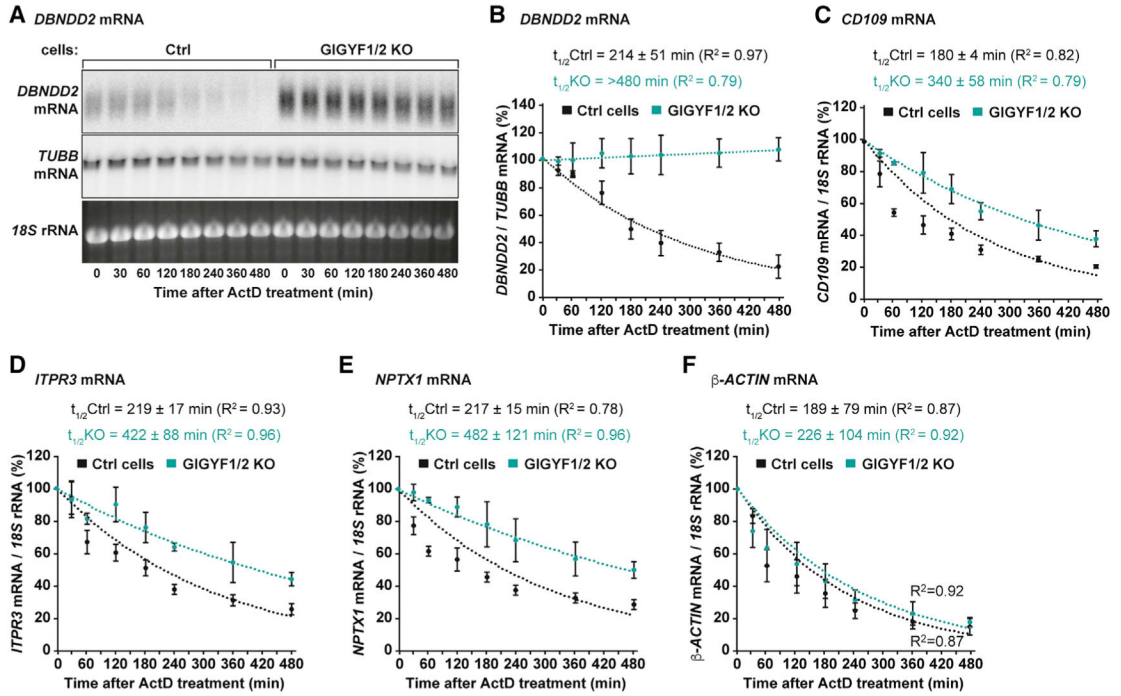 A DBNDD2 mRNA
cells: Ctrl GIGYF1/2 KO
DBNDD2
mRNA
TUBB
mRNA
18S rRNA
0 30 60 120 180 240 360 480 0 30 60 120 180 240 360 480
Time after ActD treatment (min)
B DBNDD2 mRNA
t1/2Ctrl = 214 ± 51 min (R2 = 0.97)
t1/2KO = >480 min (R2 = 0.79)
Ctrl cells GIGYF1/2 KO
DBNDD2 / TUBB mRNA (%)
140
120
100
80
60
40
20
0
0 60 120 180 240 300 360 420 480
Time after ActD treatment (min)
C CD109 mRNA
t1/2Ctrl = 180 ± 4 min (R2 = 0.82)
t1/2KO = 340 ± 58 min (R2 = 0.79)
Ctrl cells GIGYF1/2 KO
CD109 mRNA / 18S rRNA (%)
120
100
80
60
40
20
0
0 60 120 180 240 300 360 420 480
Time after ActD treatment (min)
D ITPR3 mRNA
t1/2Ctrl = 219 ± 17 min (R2 = 0.93)
t1/2KO = 422 ± 88 min (R2 = 0.96)
Ctrl cells GIGYF1/2 KO
ITPR3 mRNA / 18S rRNA (%)
120
100
80
60
40
20
0
0 60 120 180 240 300 360 420 480
Time after ActD treatment (min)
E NPTX1 mRNA
t1/2Ctrl = 217 ± 15 min (R2 = 0.78)
t1/2KO = 482 ± 121 min (R2 = 0.96)
Ctrl cells GIGYF1/2 KO
NPTX1 mRNA / 18S rRNA (%)
120
100
80
60
40
20
0
0 60 120 180 240 300 360 420 480
Time after ActD treatment (min)
F β-ACTIN mRNA
t1/2Ctrl = 189 ± 79 min (R2 = 0.87)
t1/2KO = 226 ± 104 min (R2 = 0.92)
Ctrl cells GIGYF1/2 KO
β-ACTIN mRNA / 18S rRNA (%)
120
100
80
60
40
20
0
R2=0.92
R2=0.87
0 60 120 180 240 300 360 420 480
Time after ActD treatment (min)